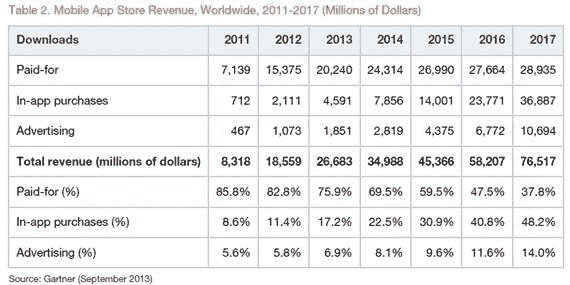 Table 2. Mobile App Store Revenue, Worldwide, 2011-2017 (Millions of Dollars)
Downloads 2011 2012 2013 2014 2015 2016 2017
Paid-for 7,139 15,375 20,240 24,314 26,990 27,664 28,935
In-app purchases 712 2,111 4,591 7,856 14,001 23,771 36,887
Advertising 467 1,073 1,851 2,819 4,375 6,772 10,694
Total revenue (millions of dollars) 8,318 18,559 26,683 34,988 45,366 58,207 76,517
Paid-for (%) 85.8% 82.8% 75.9% 69.5% 59.5% 47.5% 37.8%
In-app purchases (%) 8.6% 11.4% 17.2% 22.5% 30.9% 40.8% 48.2%
Advertising (%) 5.6% 5.8% 6.9% 8.1% 9.6% 11.6% 14.0%
Source: Gartner (September 2013)